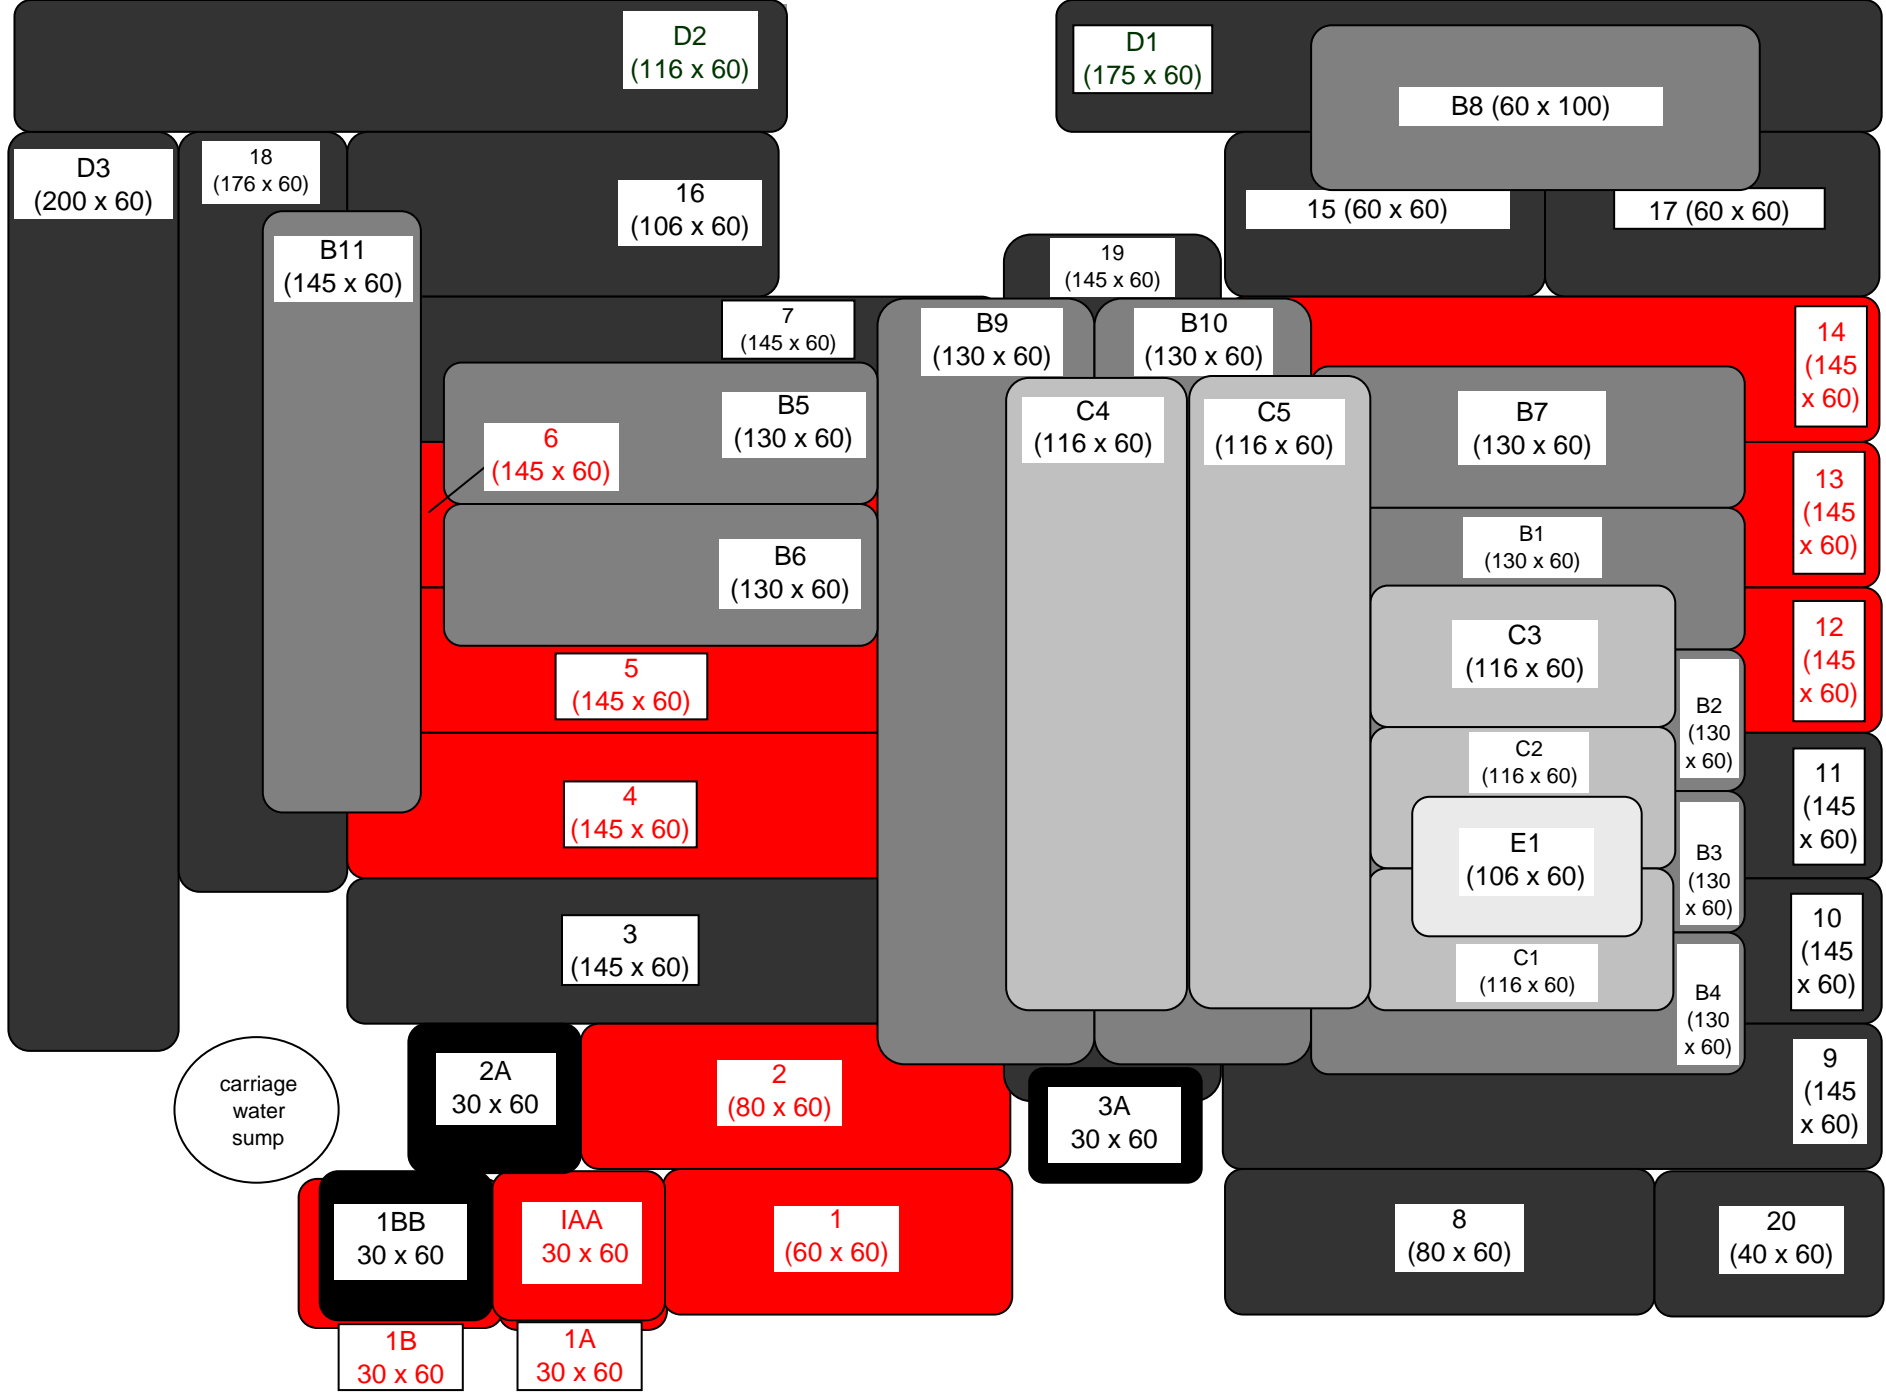 D2
(116 x 60)
D1
(175 x 60)
B8 (60 x 100)
D3
(200 x 60)
18
(176 x 60)
16
(106 x 60)
15 (60 x 60)
17 (60 x 60)
B11
(145 x 60)
19
(145 x 60)
7
(145 x 60)
B9
(130 x 60)
B10
(130 x 60)
14
(145
x 60)
B5
(130 x 60)
C4
(116 x 60)
C5
(116 x 60)
B7
(130 x 60)
6
(145 x 60)
13
(145
x 60)
B6
(130 x 60)
B1
(130 x 60)
12
(145
x 60)
C3
(116 x 60)
5
(145 x 60)
B2
(130
x 60)
C2
(116 x 60)
11
(145
x 60)
4
(145 x 60)
E1
(106 x 60)
B3
(130
x 60)
10
(145
x 60)
3
(145 x 60)
C1
(116 x 60)
B4
(130
x 60)
carriage
water
sump
2A
30 x 60
2
(80 x 60)
3A
30 x 60
9
(145
x 60)
1BB
30 x 60
IAA
30 x 60
1
(60 x 60)
8
(80 x 60)
20
(40 x 60)
1B
30 x 60
1A
30 x 60